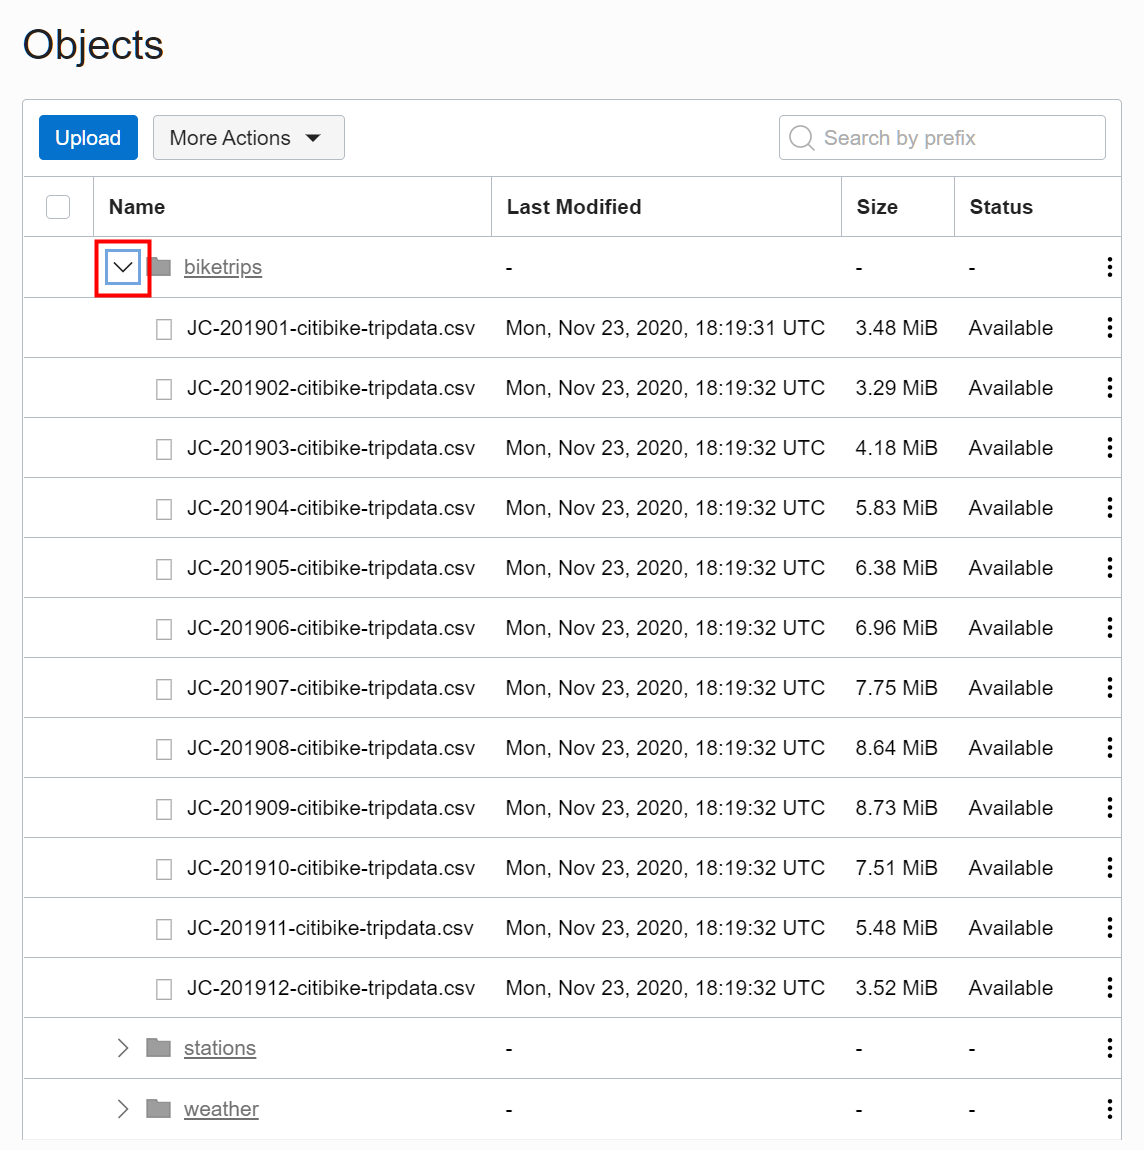 Objects
Upload More Actions Search by prefix
Name Last Modified Size Status
biketrips - - -
JC-201901-citibike-tripdata.csv Mon, Nov 23, 2020, 18:19:31 UTC 3.48 MiB Available
JC-201902-citibike-tripdata.csv Mon, Nov 23, 2020, 18:19:32 UTC 3.29 MiB Available
JC-201903-citibike-tripdata.csv Mon, Nov 23, 2020, 18:19:32 UTC 4.18 MiB Available
JC-201904-citibike-tripdata.csv Mon, Nov 23, 2020, 18:19:32 UTC 5.83 MiB Available
JC-201905-citibike-tripdata.csv Mon, Nov 23, 2020, 18:19:32 UTC 6.38 MiB Available
JC-201906-citibike-tripdata.csv Mon, Nov 23, 2020, 18:19:32 UTC 6.96 MiB Available
JC-201907-citibike-tripdata.csv Mon, Nov 23, 2020, 18:19:32 UTC 7.75 MiB Available
JC-201908-citibike-tripdata.csv Mon, Nov 23, 2020, 18:19:32 UTC 8.64 MiB Available
JC-201909-citibike-tripdata.csv Mon, Nov 23, 2020, 18:19:32 UTC 8.73 MiB Available
JC-201910-citibike-tripdata.csv Mon, Nov 23, 2020, 18:19:32 UTC 7.51 MiB Available
JC-201911-citibike-tripdata.csv Mon, Nov 23, 2020, 18:19:32 UTC 5.48 MiB Available
JC-201912-citibike-tripdata.csv Mon, Nov 23, 2020, 18:19:32 UTC 3.52 MiB Available
stations - - -
weather - - -